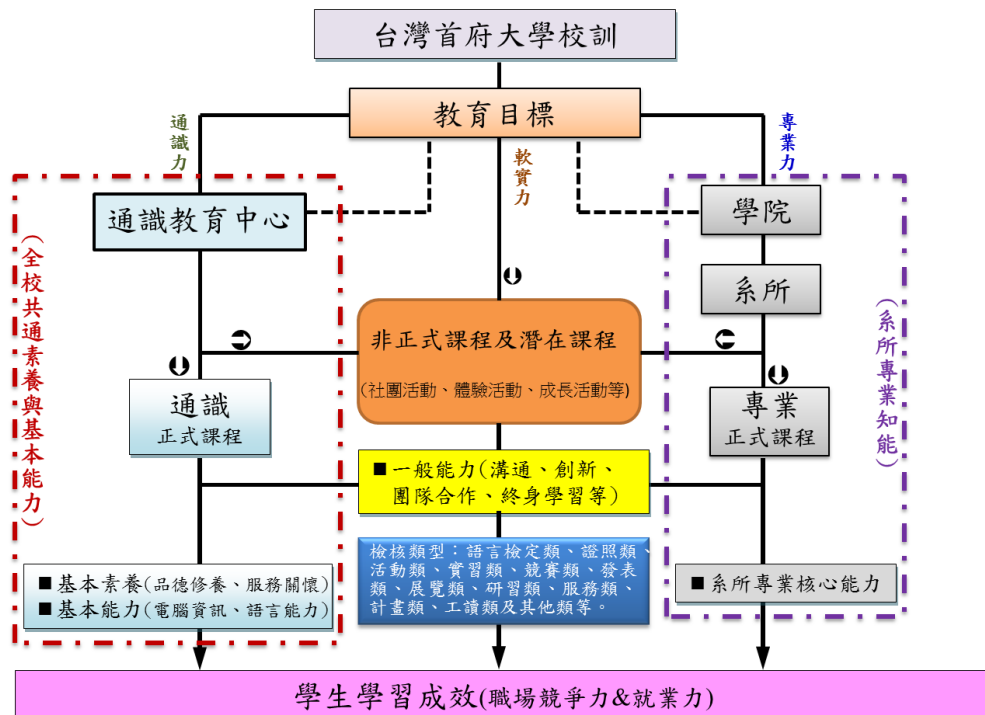 台灣首府大學校訓
教育目標
通識力
軟實力
專業力
通識教育中心
學院
系所
(全校共通素養與基本能力)
(系所專業知能)
非正式課程及潛在課程
(社團活動、體驗活動、成長活動等)
通識
正式課程
專業
正式課程
■一般能力(溝通、創新、
團隊合作、終身學習等)
檢核類型：語言檢定類、證照類、
活動類、實習類、競賽類、發表
類、展覽類、研習類、服務類、
計畫類、工讀類及其他類等。
■基本素養(品德修養、服務關懷)
■基本能力(電腦資訊、語言能力)
■系所專業核心能力
學生學習成效(職場競爭力&就業力)